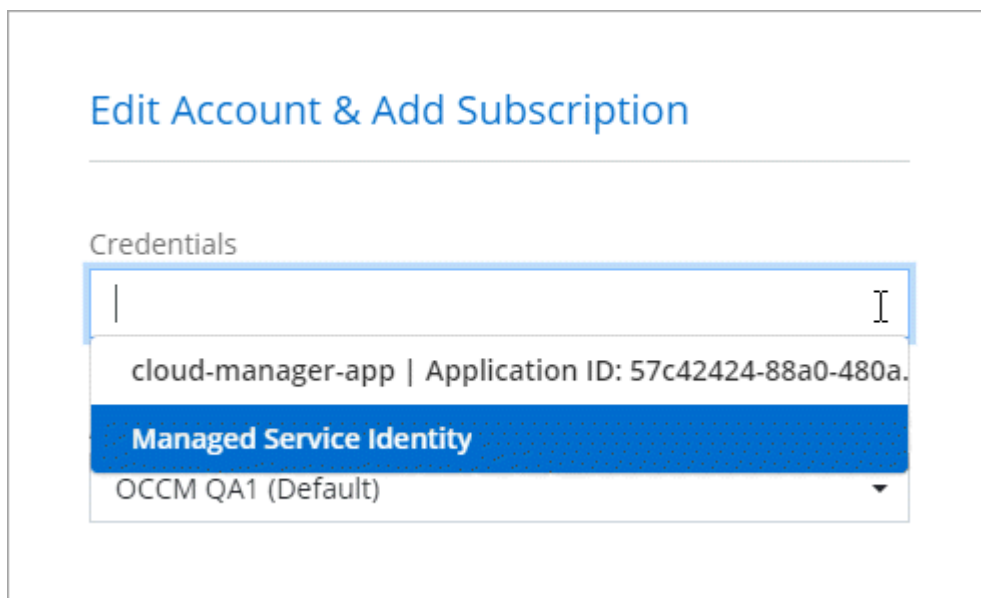 Edit Account & Add Subscription
Credentials
cloud-manager-app | Application ID: 57c42424-88a0-480a.
Managed Service Identity
OCCM QA1 (Default)